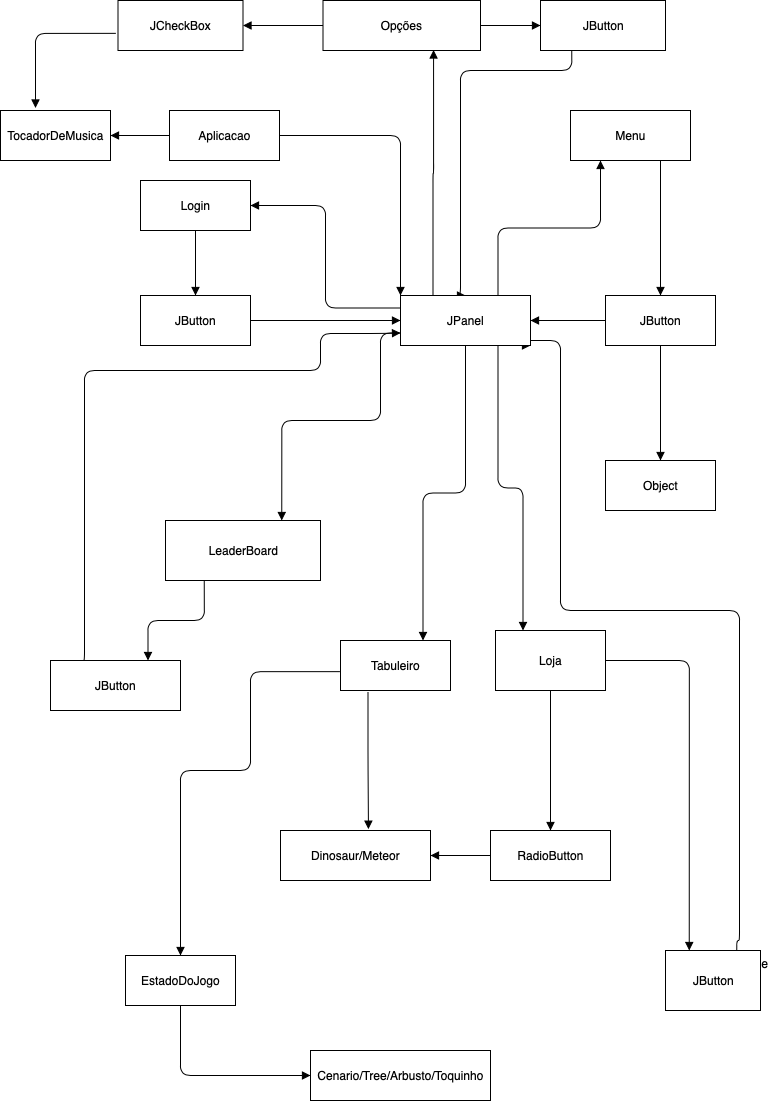 JCheckBox
Opções
JButton
TocadorDeMusica
Aplicacao
Menu
Login
JButton
JPanel
JButton
Object
LeaderBoard
JButton
Tabuleiro
Loja
Dinosaur/Meteor
RadioButton
EstadoDoJogo
JButton
e
Cenario/Tree/Arbusto/Toquinho